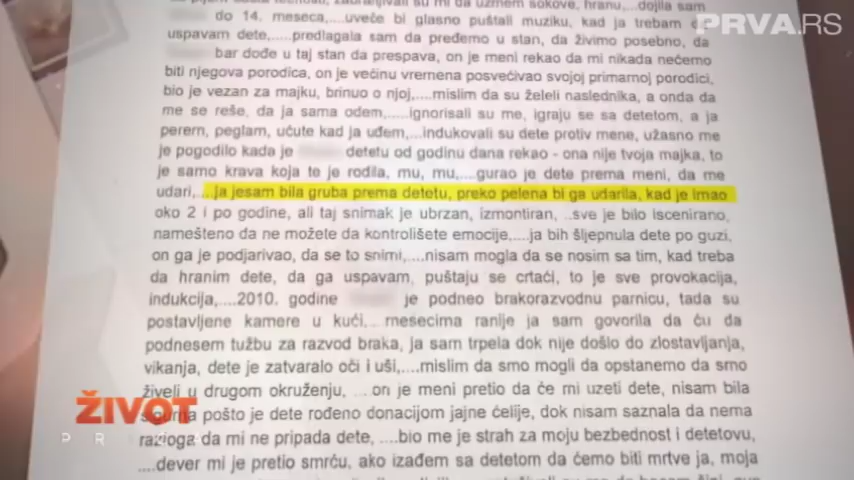 da uzmem sokove, hranu,...dojila sam
do 14. meseca,...uveče bi glasno puštali muziku, kad ja trebam
PRVA.RS
uspavam dete,....predlagala sam da pređemo u stan, da živimo posebno, da
bar dođe u taj stan da prespava, on je meni rekao da mi nikada nećemo
biti njegova porodica, on je većinu vremena posvećivao svojoj primarnoj porodici,
bio je vezan za majku, brinuo o njoj,....mislim da su želeli naslednika, a onda da
me se reše, da ja sama odem,....ignorisali su me, igraju se sa detetom, a ja
perem, peglam, ućute kad ja uđem,...indukovali su dete protiv mene, užasno me
je pogodilo kada je detetu od godinu dana rekao - ona nije tvoja majka, to
je samo krava koja te je rodila, mu, mu,....gurao je dete prema meni, da me
udari,....ja jesam bila gruba prema detetu, preko pelena bi ga udarila, kad je imao
oko 2 i po godine, ali taj snimak je ubrzan, izmontiran, ..sve je bilo iscenirano,
namešteno da ne možete da kontrolišete emocije,....ja bih šljepnula dete po guzi,
on ga je podjarivao, da se to snimi,....nisam mogla da se nosim sa tim, kad treba
da hranim dete, da ga uspavam, puštaju se crtaći, to je sve provokacija,
indukcija,....2010. godine je podneo brakorazvodnu parnicu, tada su
postavljene kamere u kući, mesecima ranije ja sam govorila da ću da
podnesem tužbu za razvod braka, ja sam trpela dok nije došlo do zlostavljanja,
vikanja, dete je zatvaralo oči i uši,....mislim da smo mogli da opstanemo da smo
živeli u drugom okruženju, ... on je meni pretio da će mi uzeti dete, nisam bila
ŽIVOT
sigurna pošto je dete rođeno donacijom jajne ćelije, dok nisam saznala da nema
razloga da mi ne pripada dete, ....bio me je strah za moju bezbednost i detetovu,
....dever mi je pretio smrću, ako izađem sa detetom da ćemo biti mrtve ja, moja